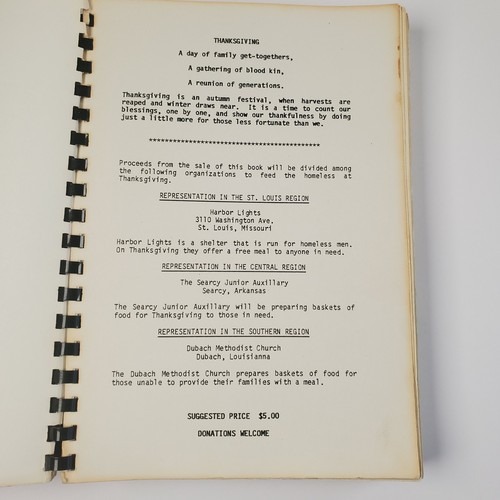 THANKSGIVING
A day of family get-togethers,
A gathering of blood kin,
A reunion of generations.
Thanksgiving is an autumn festival, when harvests are
reaped and winter draws near. It is a time to count our
blessings, one by one, and show our thankfulness by doing
just a little more for those less fortunate than we.
*******************************************
Proceeds from the sale of this book will be divided among
the following organizations to feed the homeless at
Thanksgiving.
REPRESENTATION IN THE ST. LOUIS REGION
Harbor Lights
3110 Washington Ave.
St. Louis, Missouri
Harbor Lights is a shelter that is run for homeless men.
On Thanksgiving they offer a free meal to anyone in need.
REPRESENTATION IN THE CENTRAL REGION
The Searcy Junior Auxillary
Searcy, Arkansas
The Searcy Junior Auxillary will be preparing baskets of
food for Thanksgiving to those in need.
REPRESENTATION IN THE SOUTHERN REGION
Dubach Methodist Church
Dubach, Louisianna
The Dubach Methodist Church prepares baskets of food for
those unable to provide their families with a meal.
SUGGESTED PRICE $5.00
DONATIONS WELCOME